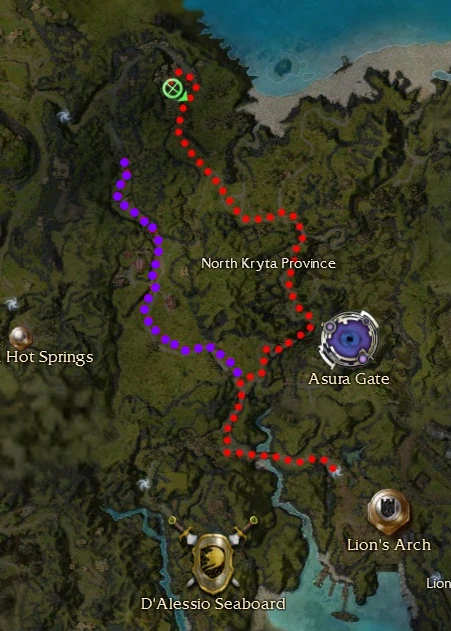 North Kryta Province
Hot Springs
Asura Gate
Lion's Arch
Lion
D'Alessio Seaboard